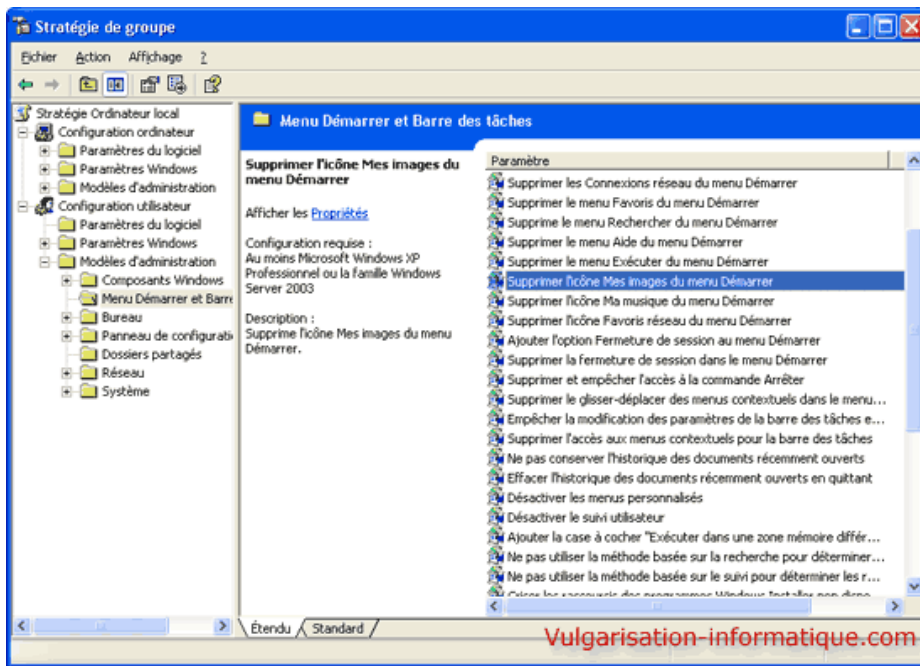 Stratégie de groupe
Fichier Action Affichage ?
Stratégie Ordinateur local
Configuration ordinateur
Paramètres du logiciel
Paramètres Windows
Modèles d'administration
Configuration utilisateur
Paramètres du logiciel
Paramètres Windows
Modèles d'administration
Composants Windows
Menu Démarrer et Barre
Bureau
Panneau de configurati
Dossiers partagés
Réseau
Système
Menu Démarrer et Barre des tâches
Supprimer l'icône Mes images du
menu Démarrer
Afficher les Propriétés
Configuration requise :
Au moins Microsoft Windows XP
Professionnel ou la famille Windows
Server 2003
Description :
Supprime l'icône Mes images du menu
Démarrer.
Paramètre
Supprimer les Connexions réseau du menu Démarrer
Supprimer le menu Favoris du menu Démarrer
Supprime le menu Rechercher du menu Démarrer
Supprimer le menu Aide du menu Démarrer
Supprimer le menu Exécuter du menu Démarrer
Supprimer l'icône Mes images du menu Démarrer
Supprimer l'icône Ma musique du menu Démarrer
Supprimer l'icône Favoris réseau du menu Démarrer
Ajouter l'option Fermeture de session au menu Démarrer
Supprimer la fermeture de session dans le menu Démarrer
Supprimer et empêcher l'accès à la commande Arrêter
Supprimer le glisser-déplacer des menus contextuels dans le menu...
Empêcher la modification des paramètres de la barre des tâches e...
Supprimer l'accès aux menus contextuels pour la barre des tâches
Ne pas conserver l'historique des documents récemment ouverts
Effacer l'historique des documents récemment ouverts en quittant
Désactiver les menus personnalisés
Désactiver le suivi utilisateur
Ajouter la case à cocher "Exécuter dans une zone mémoire différ...
Ne pas utiliser la méthode basée sur la recherche pour déterminer...
Ne pas utiliser la méthode basée sur le suivi pour déterminer les r...
Griser les raccourcis des programmes Windows Installer non dispo...
Étendu Standard
Vulgarisation-informatique.com